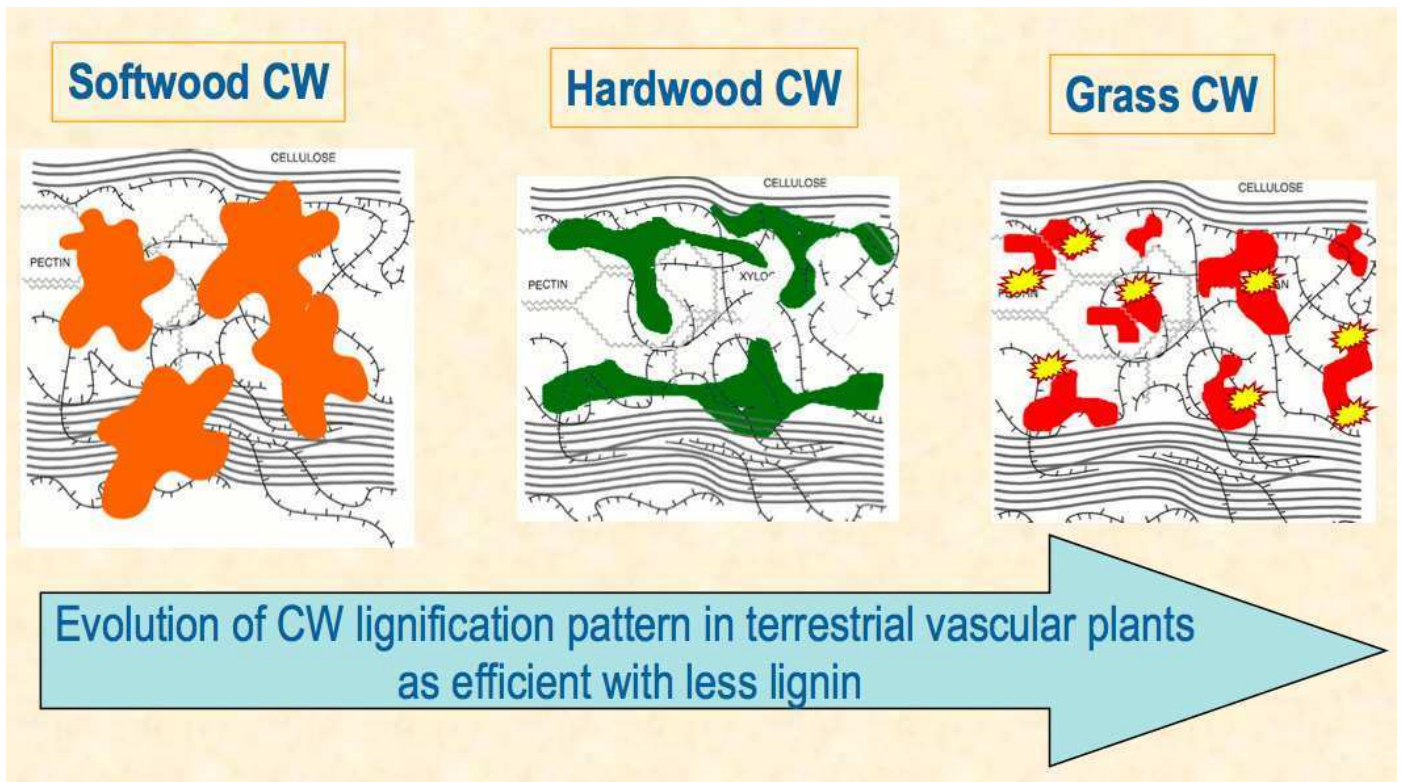 Softwood CW
Hardwood CW
Grass CW
CELLULOSE
PECTIN
CELLULOSE
PECTIN
CELLULOSE
Evolution of CW lignification pattern in terrestrial vascular plants
as efficient with less lignin